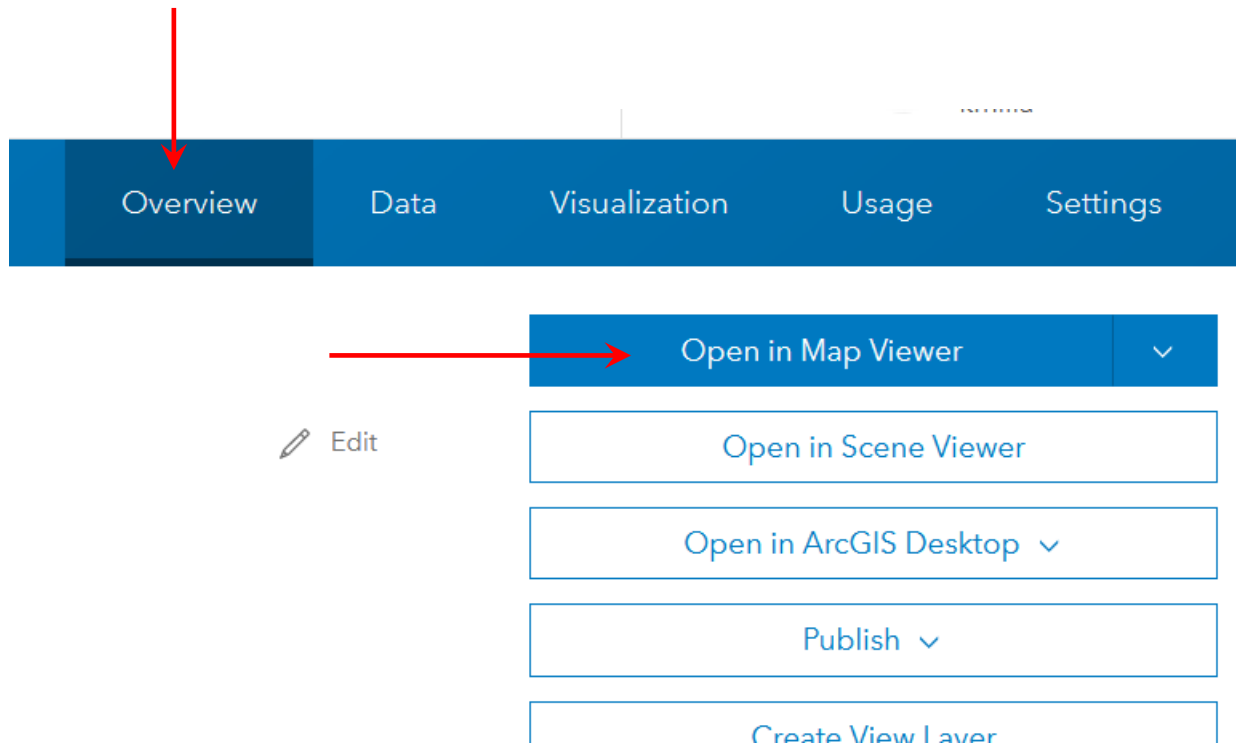 Overview Data Visualization Usage Settings
Open in Map Viewer
Edit
Open in Scene Viewer
Open in ArcGIS Desktop
Publish
Create View Layer